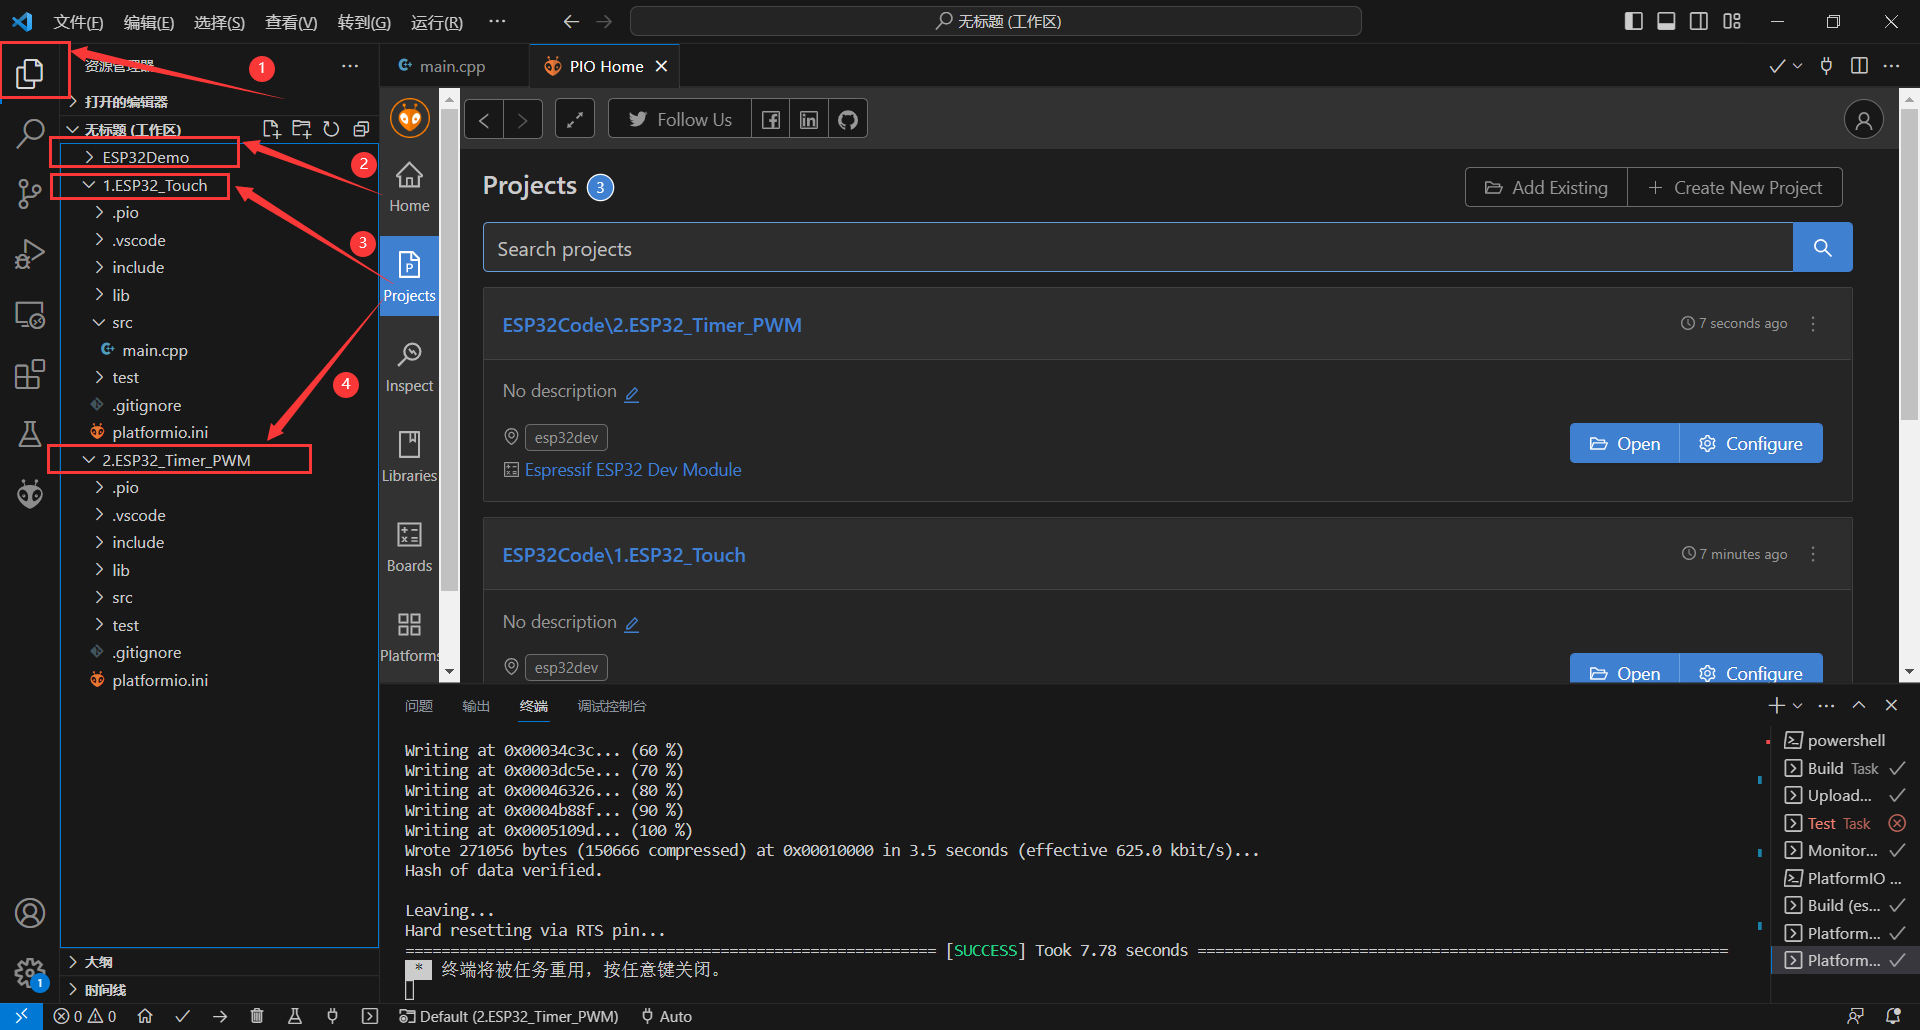 文件(F) 编辑(E) 选择(S) 查看(V) 转到(G) 运行(R) ··· 无标题 (工作区)
资源管理器 ···
1
main.cpp
PIO Home
打开的编辑器
无标题 (工作区)
ESP32Demo
2
1.ESP32_Touch
.pio
.vscode
3
include
lib
src
main.cpp
test
4
.gitignore
platformio.ini
2.ESP32_Timer_PWM
.pio
.vscode
include
lib
src
test
.gitignore
platformio.ini
大纲
时间线
1
Home
Projects
Inspect
Libraries
Boards
Platforms
Follow Us
Projects 3
Add Existing
Create New Project
Search projects
ESP32Code\2.ESP32_Timer_PWM
7 seconds ago
No description
esp32dev
Espressif ESP32 Dev Module
Open
Configure
ESP32Code\1.ESP32_Touch
7 minutes ago
No description
esp32dev
Open
Configure
问题 输出 终端 调试控制台
Writing at 0x00034c3c... (60 %)
Writing at 0x0003dc5e... (70 %)
Writing at 0x00046326... (80 %)
Writing at 0x0004b88f... (90 %)
Writing at 0x0005109d... (100 %)
Wrote 271056 bytes (150666 compressed) at 0x00010000 in 3.5 seconds (effective 625.0 kbit/s)...
Hash of data verified.
Leaving...
Hard resetting via RTS pin...
=========================================================== [SUCCESS] Took 7.78 seconds ===========================================================
* 终端将被任务重用，按任意键关闭。
powershell
Build Task
Upload...
Test Task
Monitor...
PlatformIO ...
Build (es...
Platform...
Platform...
0 0 Default (2.ESP32_Timer_PWM) Auto